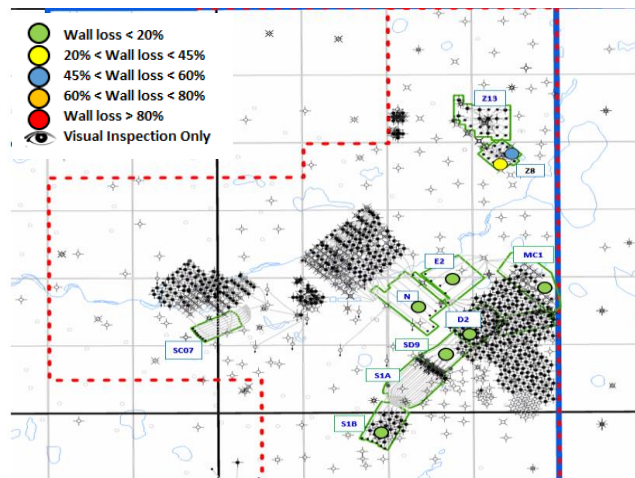 Wall loss < 20%
20% < Wall loss < 45%
45% < Wall loss < 60%
60% < Wall loss < 80%
Wall loss > 80%
Visual Inspection Only
Z13
Z8
E2
MC1
N
D2
SD9
SC07
S1A
S1B